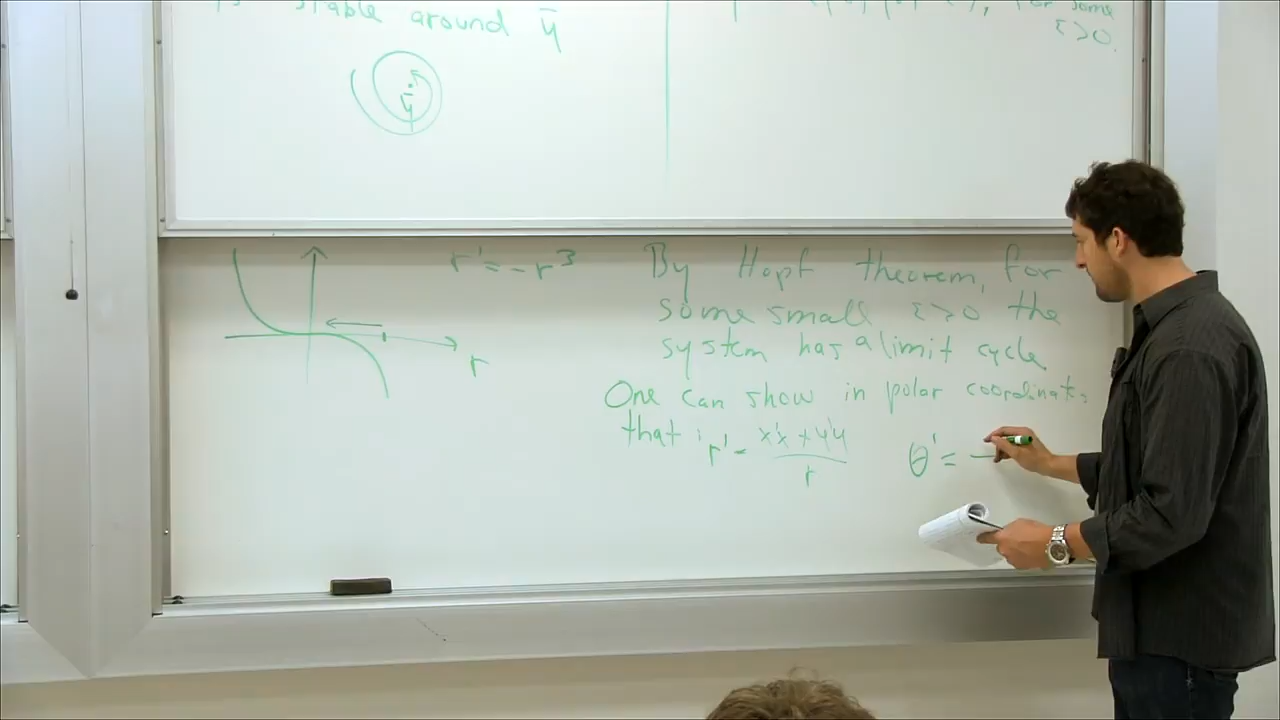 stable around ȳ
for some
ε>0.
ȳ
r' = -r³
r
By Hopf theorem, for
some small ε>0 the
system has a limit cycle
One can show in polar coordinates
that : r' = x'x + y'y / r
θ' =